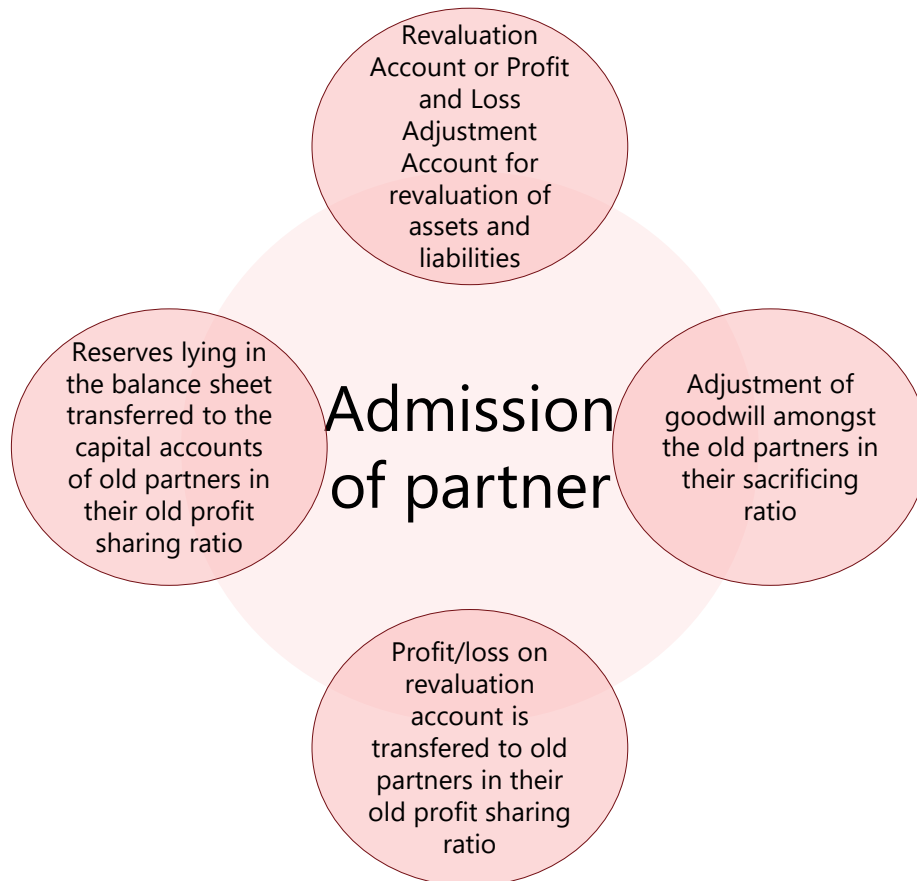 Revaluation
Account or Profit
and Loss
Adjustment
Account for
revaluation of
assets and
liabilities
Reserves lying in
the balance sheet
transferred to the
capital accounts
of old partners in
their old profit
sharing ratio
Admission
of partner
Adjustment of
goodwill amongst
the old partners in
their sacrificing
ratio
Profit/loss on
revaluation
account is
transfered to old
partners in their
old profit sharing
ratio